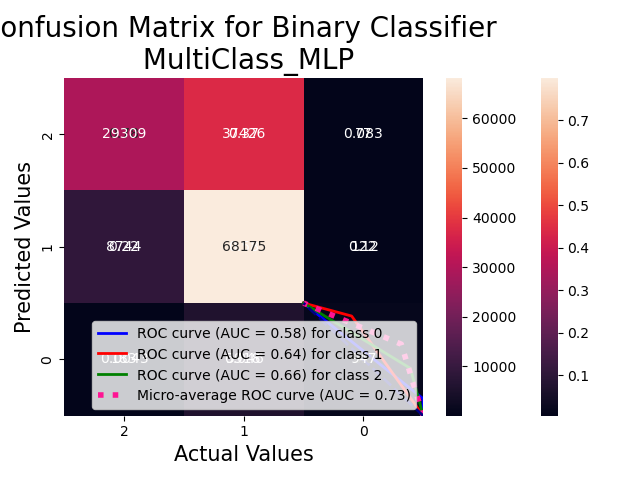 onfusion Matrix for Binary Classifier
MultiClass_MLP
Predicted Values
2
1
0
29309
68175
ROC curve (AUC = 0.58) for class 0
ROC curve (AUC = 0.64) for class 1
ROC curve (AUC = 0.66) for class 2
Micro-average ROC curve (AUC = 0.73)
2 1 0
Actual Values
60000
50000
40000
30000
20000
10000
0.7
0.6
0.5
0.4
0.3
0.2
0.1